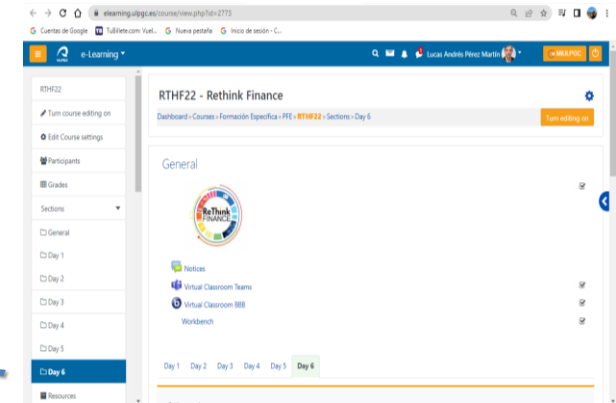 elearning.ulpgc.es/course/view.php?id=2773
Cuentas de Google TuBillete.com: Vuel... Nueva pestaña Inicio de sesión - C...
e-Learning Lucas Andrés Pérez Martín MiULPGC
RTHF22
Turn course editing on
Edit Course settings
Participants
Grades
Sections
General
Day 1
Day 2
Day 3
Day 4
Day 5
Day 6
Resources
RTHF22 - Rethink Finance
Dashboard › Courses › Formación Específica › PFE › RTHF22 › Sections › Day 6
Turn editing on
General
ReThink
FINANCE
Notices
Virtual Classroom Teams
Virtual Classroom BBB
Workbench
Day 1 Day 2 Day 3 Day 4 Day 5 Day 6